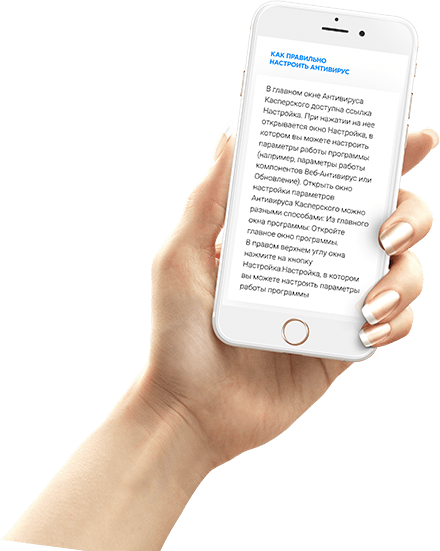 КАК ПРАВИЛЬНО
НАСТРОИТЬ АНТИВИРУС
В главном окне Антивируса
Касперского доступна ссылка
Настройка. При нажатии на нее
открывается окно Настройка, в
котором вы можете настроить
параметры работы программы
(например, параметры работы
компонентов Веб-Антивирус или
Обновление). Открыть окно
настройки параметров
Антивируса Касперского можно
разными способами: Из главного
окна программы: Откройте
главное окно программы.
В правом верхнем углу окна
нажмите на кнопку
Настройка.Настройка, в котором
вы можете настроить параметры
работы программы